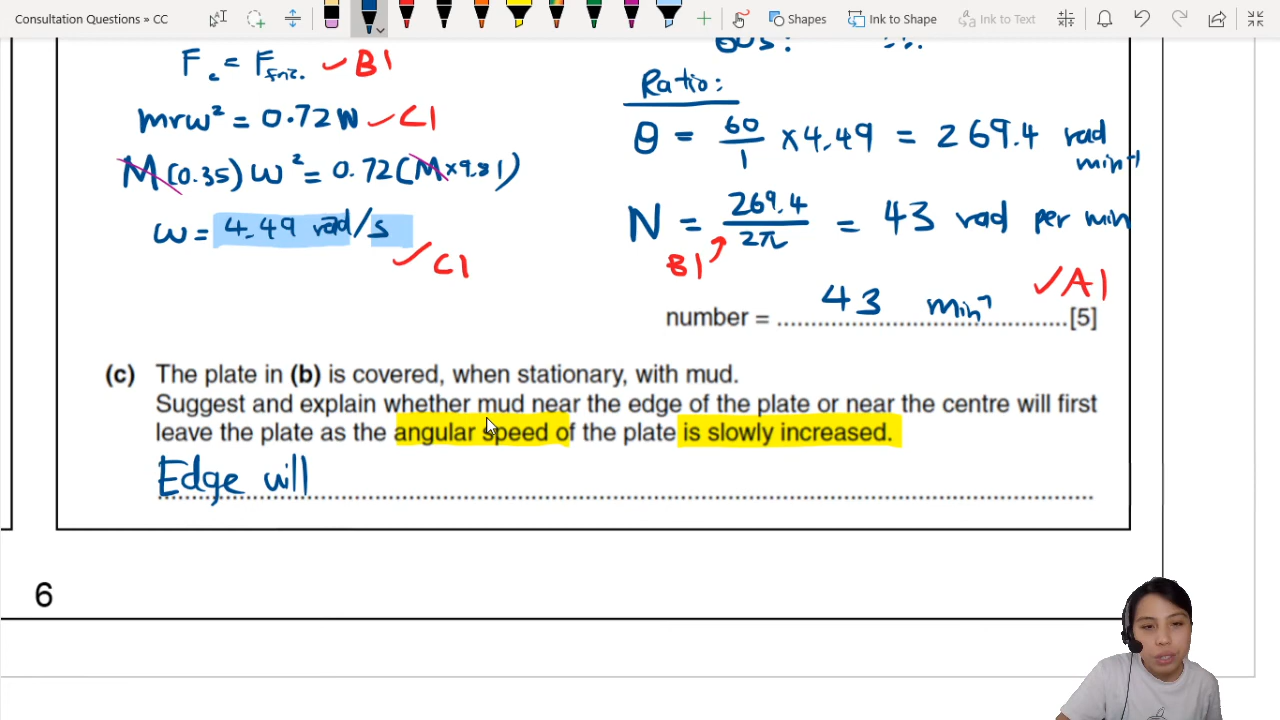 Consultation Questions » CC
Shapes
Ink to Shape
Ink to Text
F c = F fric. ✓ B1
mrω² = 0.72W ✓ C1
M(0.35) ω² = 0.72(M×9.81)
ω = 4.49 rad/s
✓ C1
60s:
Ratio:
θ = 60/1 × 4.49 = 269.4 rad min⁻¹
N = 269.4/2π = 43 rad per min
B1
✓ A1
43 min⁻¹
number = ...........................................[5]
(c) The plate in (b) is covered, when stationary, with mud.
Suggest and explain whether mud near the edge of the plate or near the centre will first
leave the plate as the angular speed of the plate is slowly increased.
Edge will
6